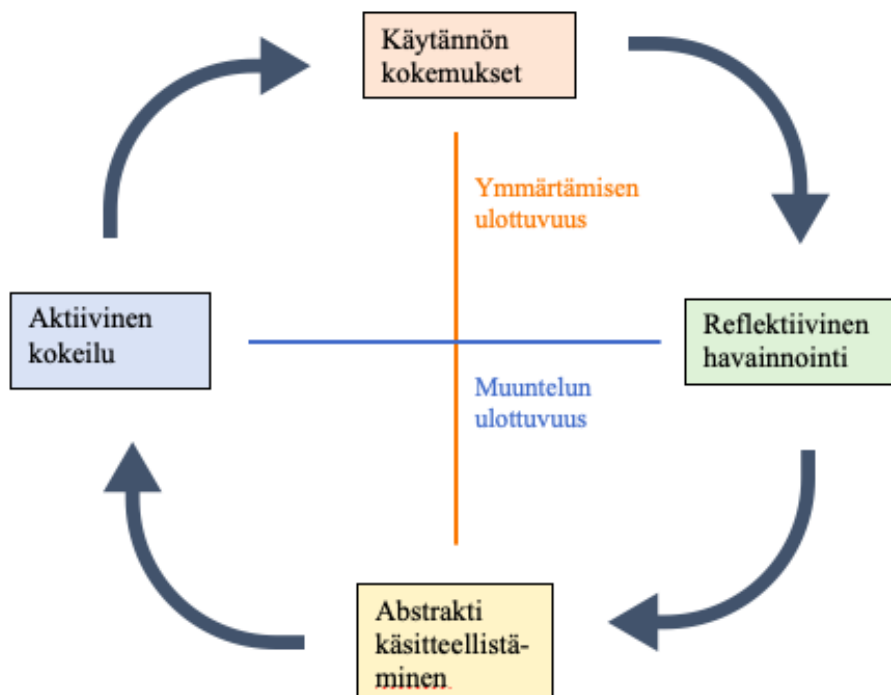 Käytännön
kokemukset
Ymmärtämisen
ulottuvuus
Aktiivinen
kokeilu
Reflektiivinen
havainnointi
Muuntelun
ulottuvuus
Abstrakti
käsitteellistä-
minen